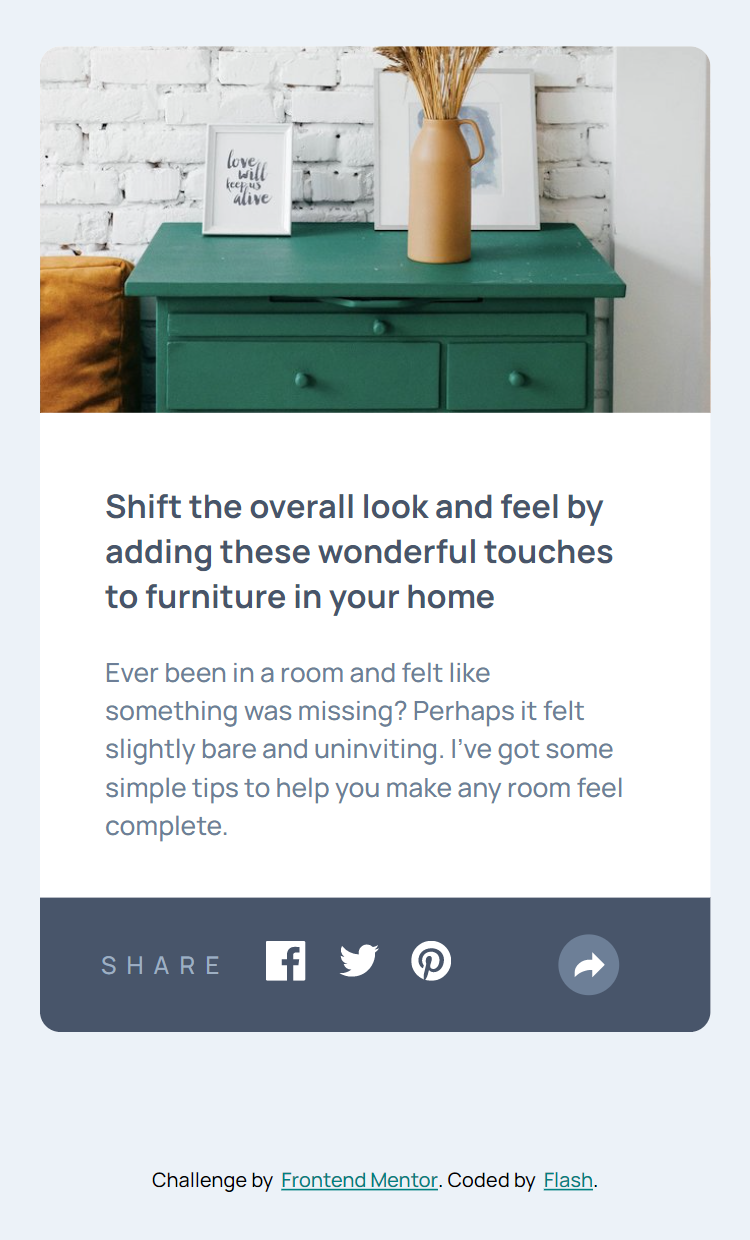 love
will
keep us
alive
Shift the overall look and feel by
adding these wonderful touches
to furniture in your home
Ever been in a room and felt like
something was missing? Perhaps it felt
slightly bare and uninviting. I’ve got some
simple tips to help you make any room feel
complete.
SHARE
Challenge by Frontend Mentor. Coded by Flash.